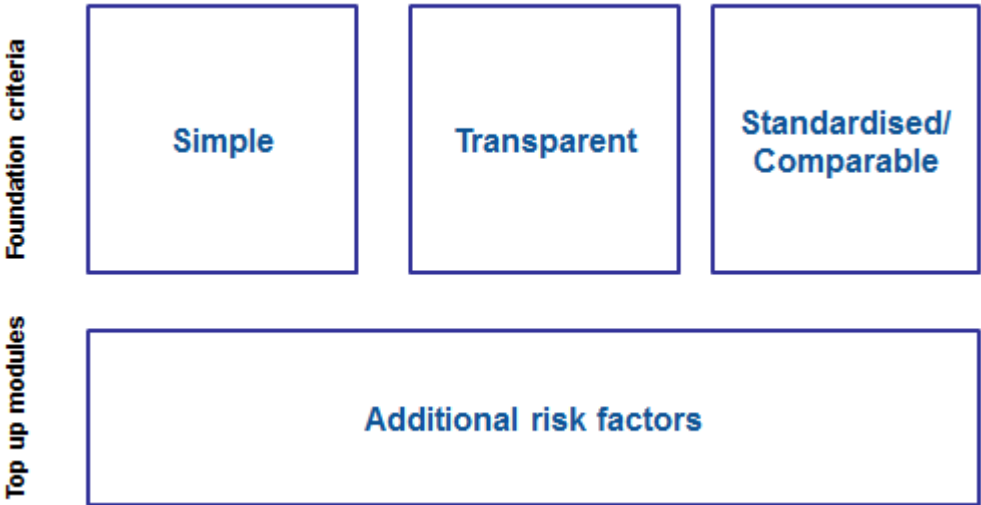 Foundation criteria
Simple
Transparent
Standardised/
Comparable
Top up modules
Additional risk factors